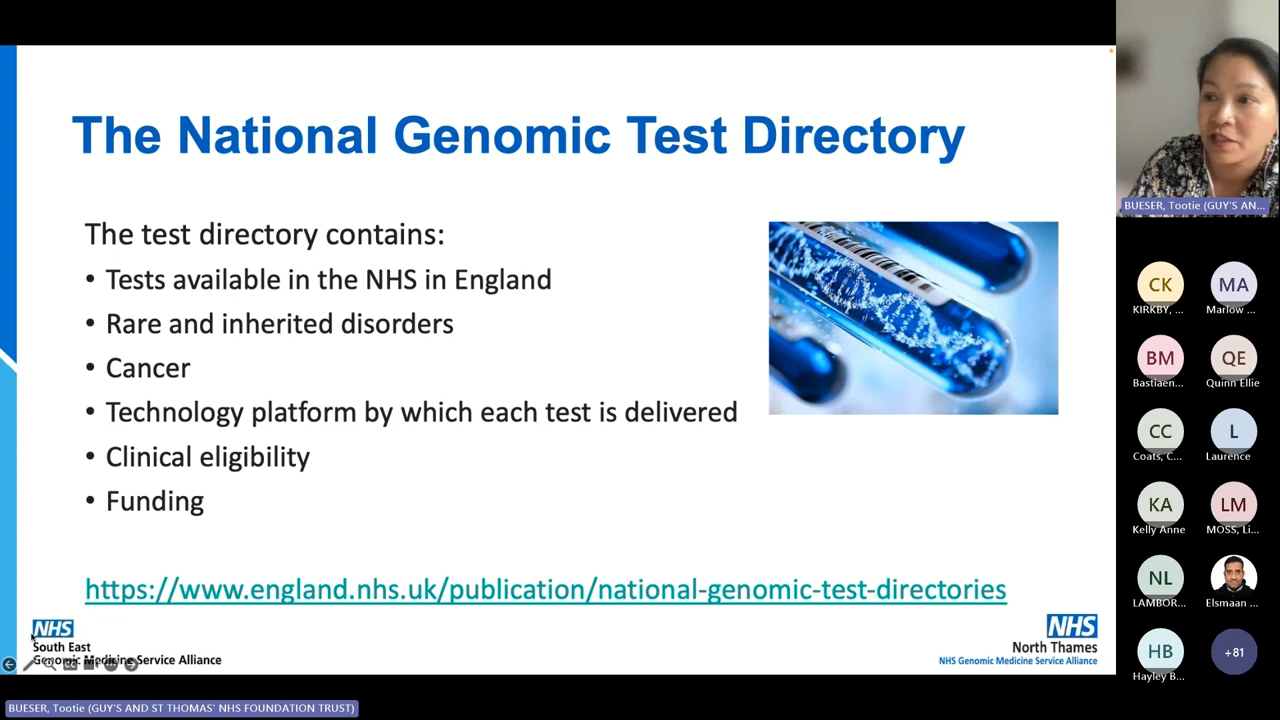 The National Genomic Test Directory
The test directory contains:
• Tests available in the NHS in England
• Rare and inherited disorders
• Cancer
• Technology platform by which each test is delivered
• Clinical eligibility
• Funding
https://www.england.nhs.uk/publication/national-genomic-test-directories
NHS
South East
Genomic Medicine Service Alliance
NHS
North Thames
NHS Genomic Medicine Service Alliance
BUESER, Tootie (GUY'S AN...
CK
KIRKBY, ...
MA
Marlow ...
BM
Bastiaen...
QE
Quinn Ellie
CC
Coats, C...
L
Laurence
KA
Kelly Anne
LM
MOSS, Li...
NL
LAMBOR...
Elsmaan ...
HB
Hayley B...
+81
BUESER, Tootie (GUY'S AND ST THOMAS' NHS FOUNDATION TRUST)